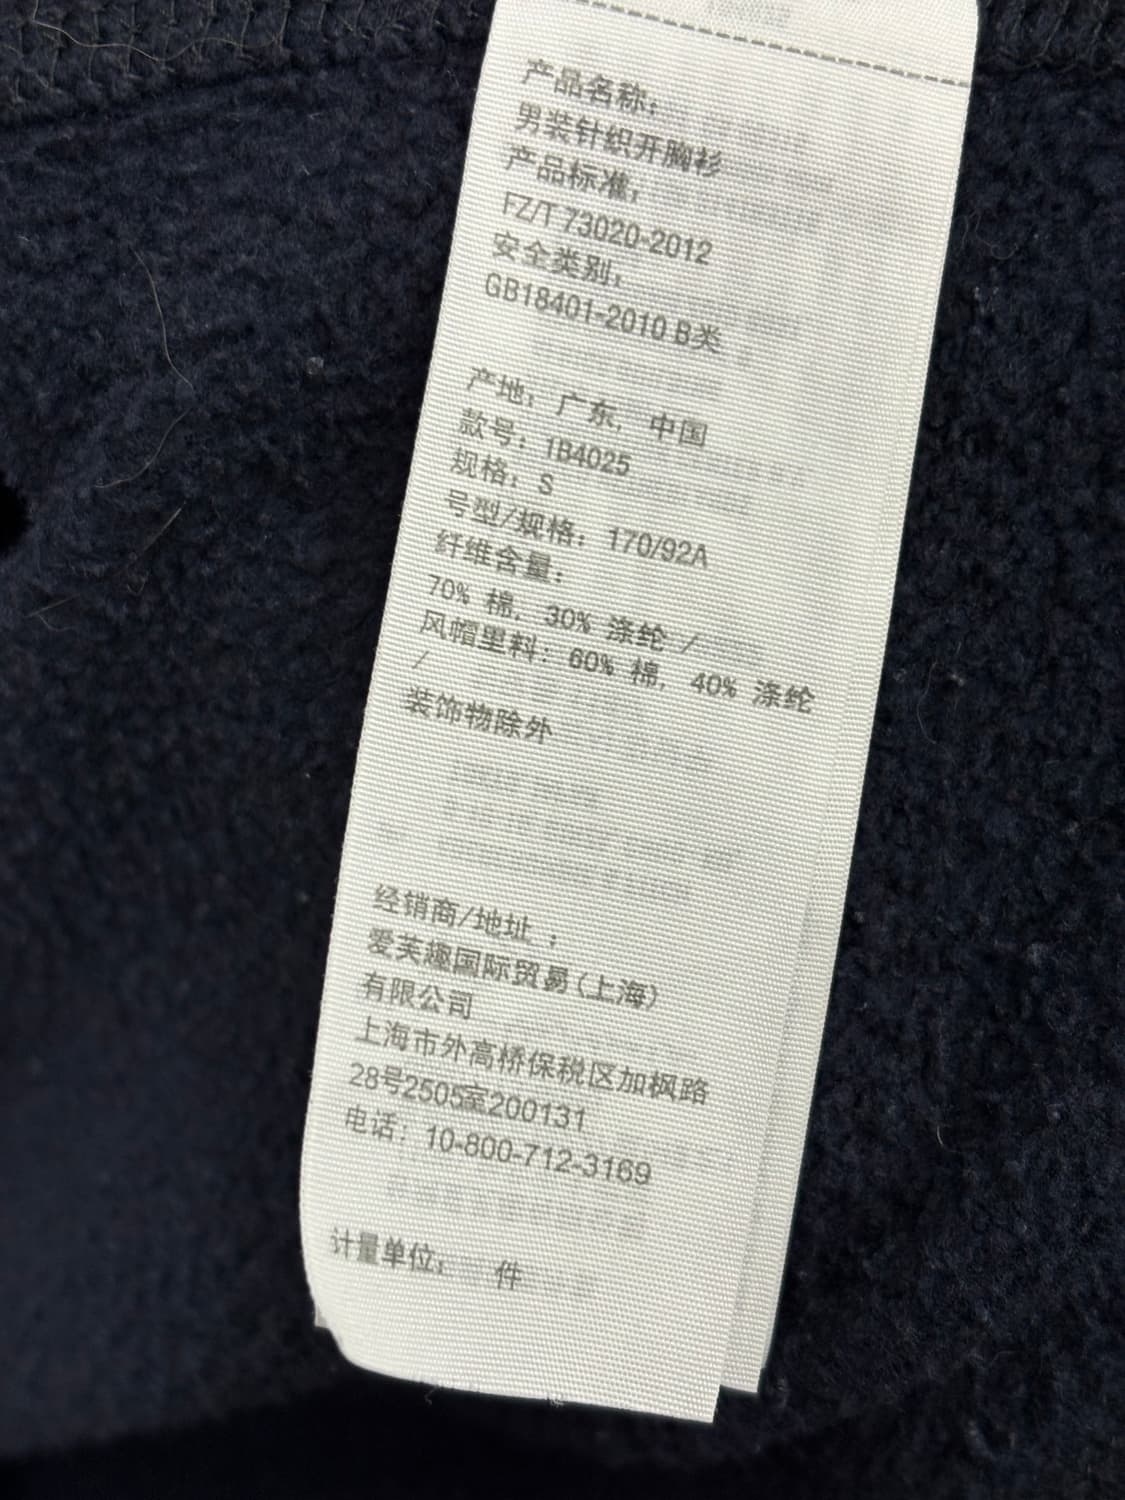 产品名称：
男装针织开胸衫
产品标准：
FZ/T 73020-2012
安全类别：
GB18401-2010 B类
产地：广东，中国
款号：1B4025
规格：S
号型/规格：170/92A
纤维含量：
70% 棉，30% 涤纶 /
风帽里料：60% 棉，40% 涤纶
/
装饰物除外
经销商/地址：
爱芙趣国际贸易(上海)
有限公司
上海市外高桥保税区加枫路
28号2505室200131
电话：10-800-712-3169
计量单位： 件